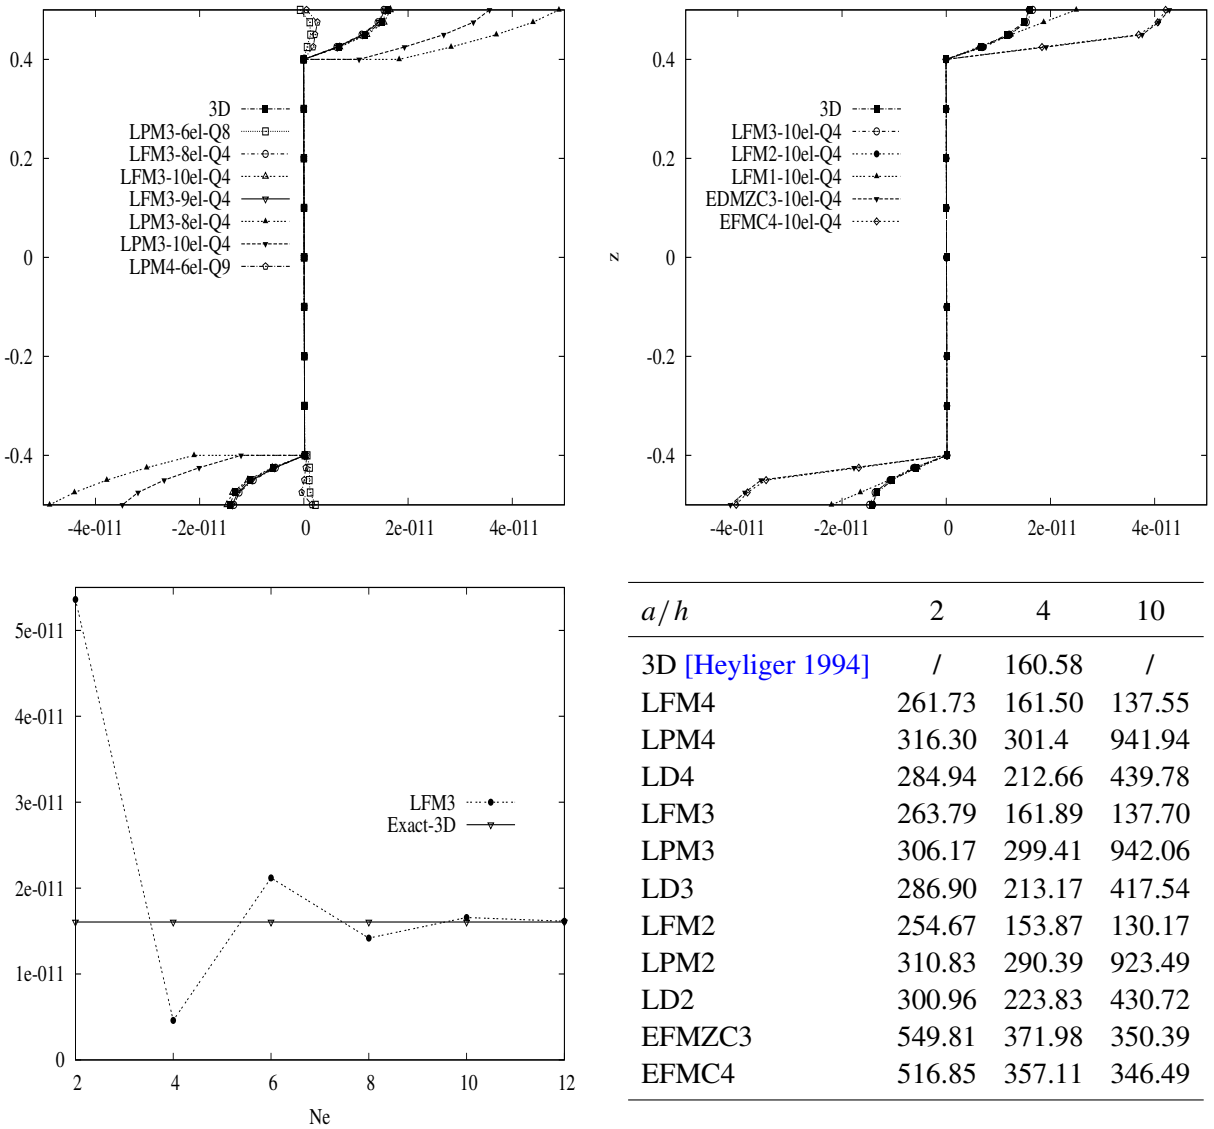 0.4
0.2
0
-0.2
-0.4
3D
LPM3-6el-Q8
LFM3-8el-Q4
LFM3-10el-Q4
LFM3-9el-Q4
LPM3-8el-Q4
LPM3-10el-Q4
LPM4-6el-Q9
-4e-011 -2e-011 0 2e-011 4e-011
z
0.4
0.2
0
-0.2
-0.4
3D
LFM3-10el-Q4
LFM2-10el-Q4
LFM1-10el-Q4
EDMZC3-10el-Q4
EFMC4-10el-Q4
-4e-011 -2e-011 0 2e-011 4e-011
5e-011
4e-011
3e-011
2e-011
1e-011
0
LFM3
Exact-3D
2 4 6 8 10 12
Ne
a/h 2 4 10
3D [Heyliger 1994] / 160.58 /
LFM4 261.73 161.50 137.55
LPM4 316.30 301.4 941.94
LD4 284.94 212.66 439.78
LFM3 263.79 161.89 137.70
LPM3 306.17 299.41 942.06
LD3 286.90 213.17 417.54
LFM2 254.67 153.87 130.17
LPM2 310.83 290.39 923.49
LD2 300.96 223.83 430.72
EFMZC3 549.81 371.98 350.39
EFMC4 516.85 357.11 346.49